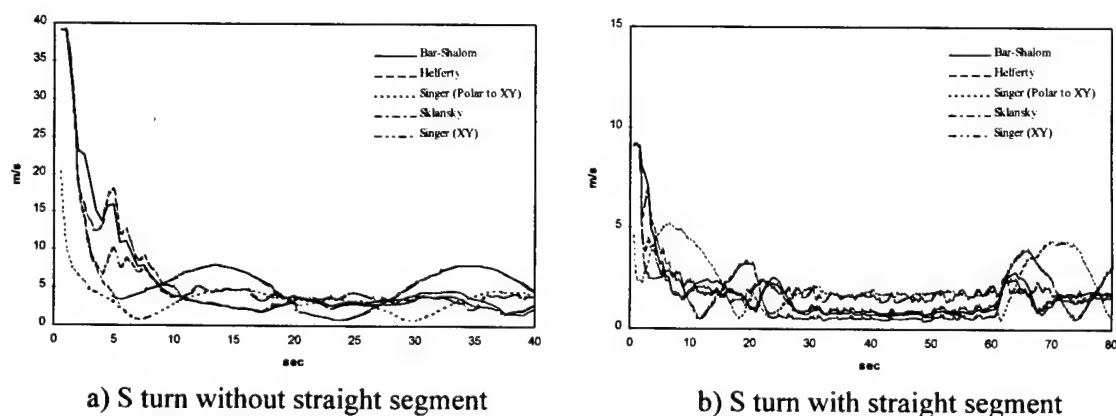 40
35
30
25
20
15
10
5
0
m/s
Bar-Shalom
Helferty
Singer (Polar to XY)
Sklansky
Singer (XY)
0 5 10 15 20 25 30 35 40
sec
a) S turn without straight segment
15
10
5
0
m/s
Bar-Shalom
Helferty
Singer (Polar to XY)
Sklansky
Singer (XY)
0 10 20 30 40 50 60 70 80
sec
b) S turn with straight segment